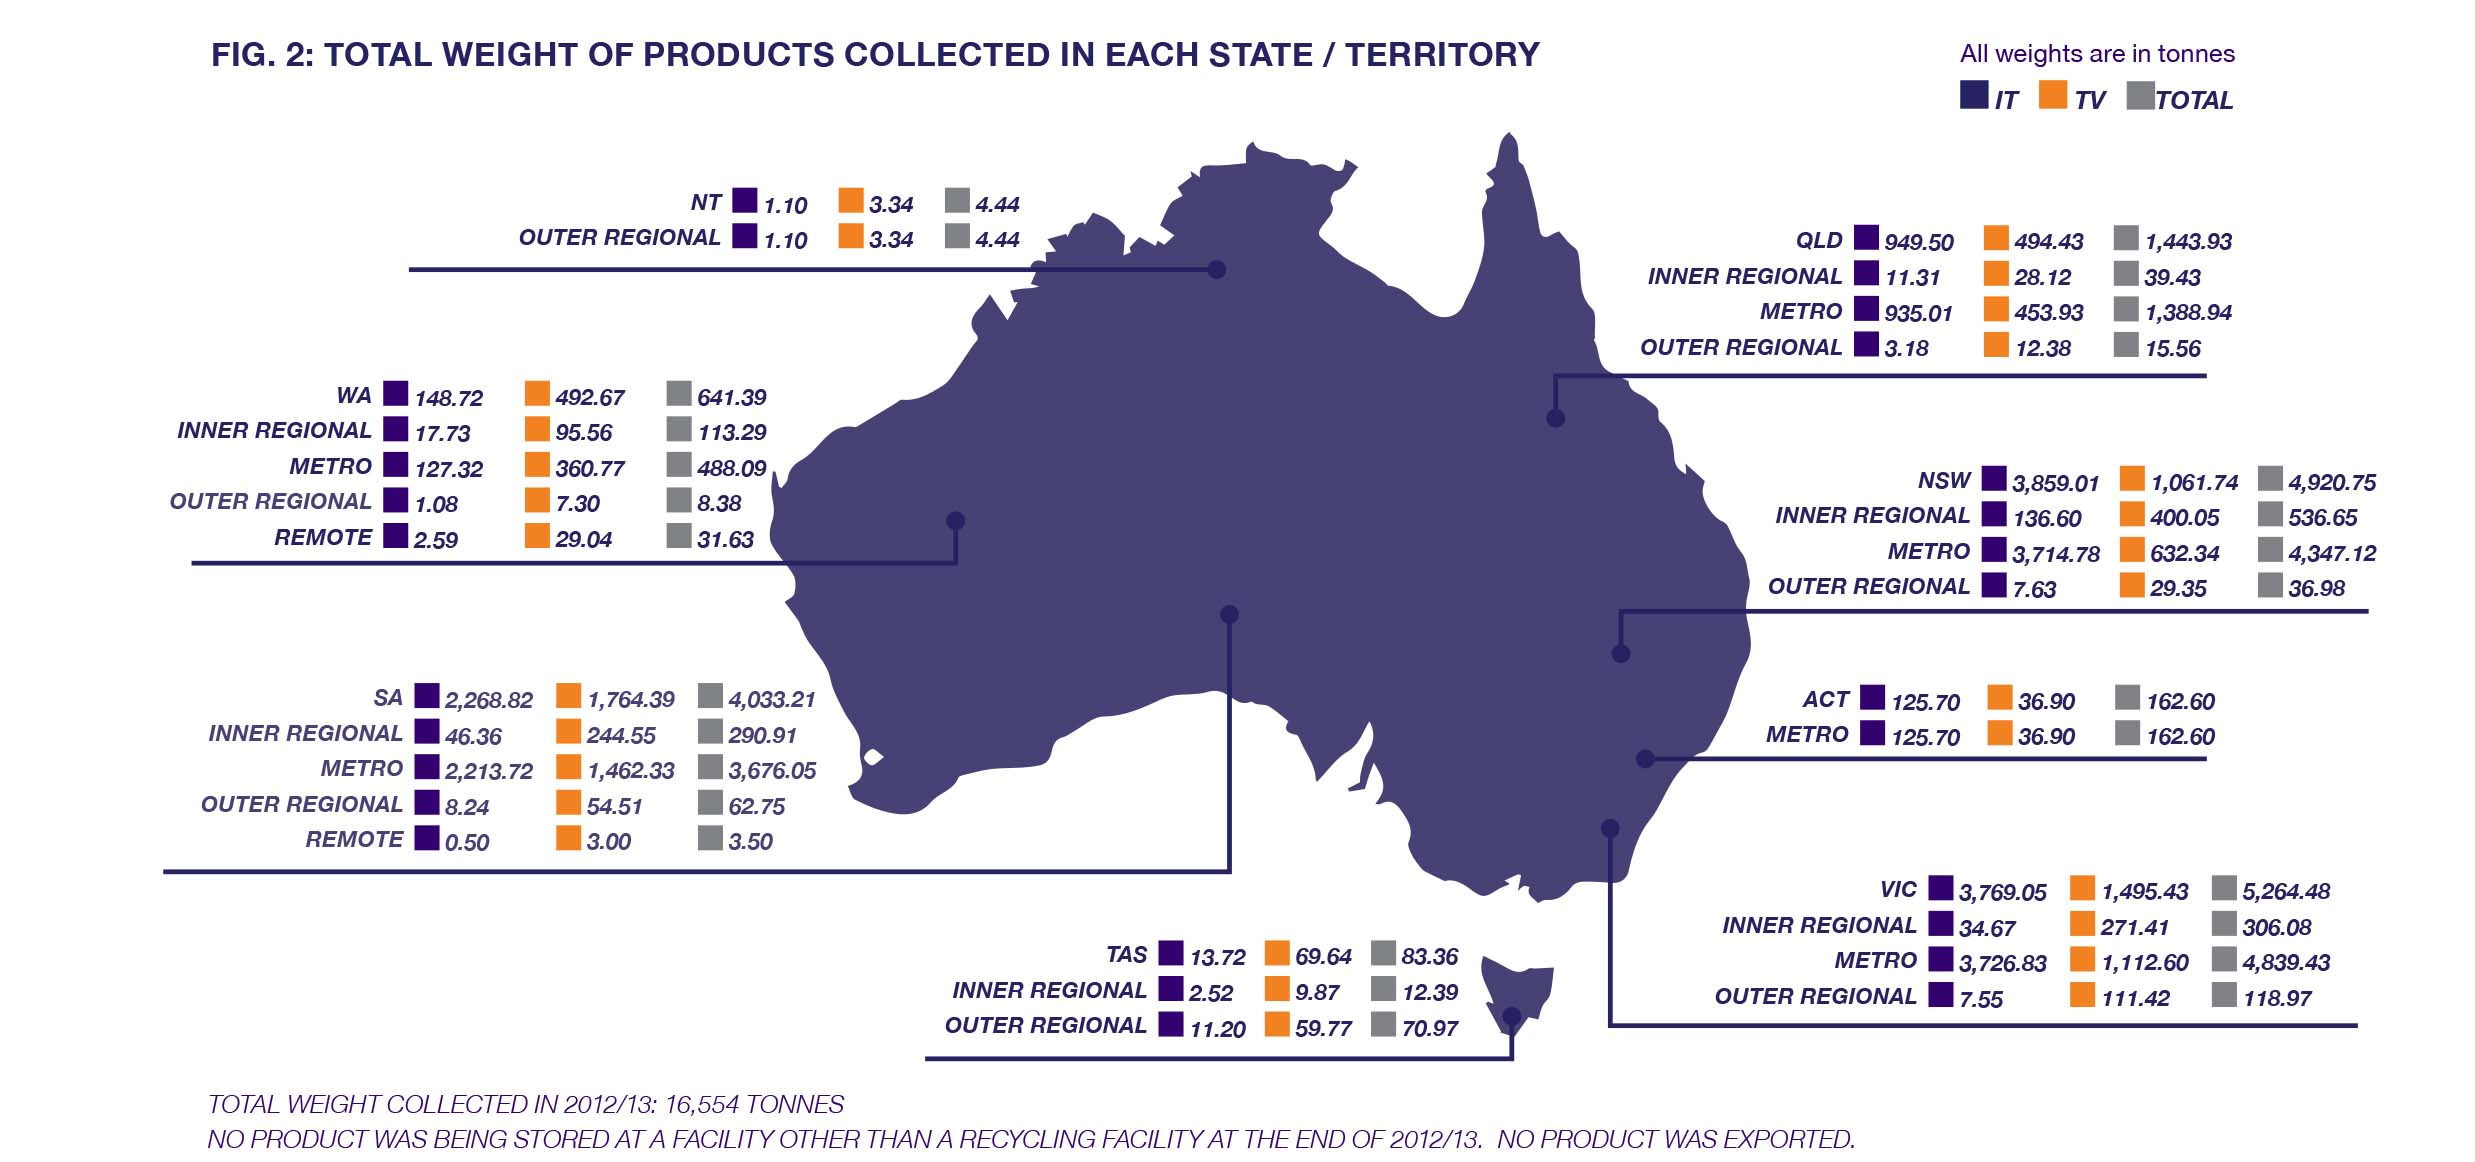 FIG. 2: TOTAL WEIGHT OF PRODUCTS COLLECTED IN EACH STATE / TERRITORY
All weights are in tonnes
IT TV TOTAL
NT 1.10 3.34 4.44
OUTER REGIONAL 1.10 3.34 4.44
QLD 949.50 494.43 1,443.93
INNER REGIONAL 11.31 28.12 39.43
METRO 935.01 453.93 1,388.94
OUTER REGIONAL 3.18 12.38 15.56
WA 148.72 492.67 641.39
INNER REGIONAL 17.73 95.56 113.29
METRO 127.32 360.77 488.09
OUTER REGIONAL 1.08 7.30 8.38
REMOTE 2.59 29.04 31.63
NSW 3,859.01 1,061.74 4,920.75
INNER REGIONAL 136.60 400.05 536.65
METRO 3,714.78 632.34 4,347.12
OUTER REGIONAL 7.63 29.35 36.98
SA 2,268.82 1,764.39 4,033.21
INNER REGIONAL 46.36 244.55 290.91
METRO 2,213.72 1,462.33 3,676.05
OUTER REGIONAL 8.24 54.51 62.75
REMOTE 0.50 3.00 3.50
ACT 125.70 36.90 162.60
METRO 125.70 36.90 162.60
VIC 3,769.05 1,495.43 5,264.48
INNER REGIONAL 34.67 271.41 306.08
METRO 3,726.83 1,112.60 4,839.43
OUTER REGIONAL 7.55 111.42 118.97
TAS 13.72 69.64 83.36
INNER REGIONAL 2.52 9.87 12.39
OUTER REGIONAL 11.20 59.77 70.97
TOTAL WEIGHT COLLECTED IN 2012/13: 16,554 TONNES
NO PRODUCT WAS BEING STORED AT A FACILITY OTHER THAN A RECYCLING FACILITY AT THE END OF 2012/13. NO PRODUCT WAS EXPORTED.